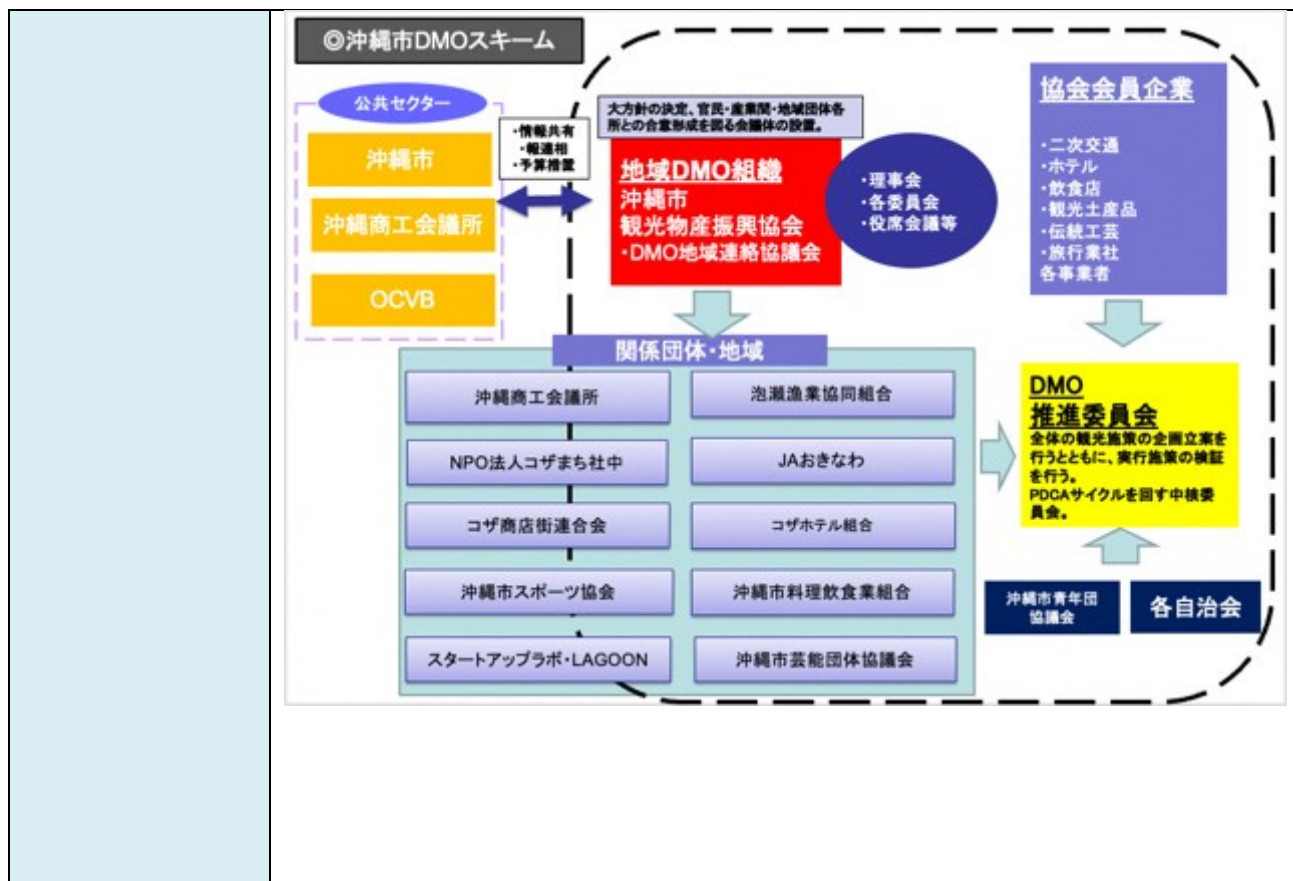 ◎沖縄市DMOスキーム
公共セクター
沖縄市
沖縄商工会議所
OCVB
・情報共有
・報連相
・予算措置
大方針の決定、官民・産業間・地域団体各
所との合意形成を図る会議体の設置。
地域DMO組織
沖縄市
観光物産振興協会
・DMO地域連絡協議会
・理事会
・各委員会
・役席会議等
協会会員企業
・二次交通
・ホテル
・飲食店
・観光土産品
・伝統工芸
・旅行業社
各事業者
関係団体・地域
沖縄商工会議所
泡瀬漁業協同組合
NPO法人コザまち社中
JAおきなわ
コザ商店街連合会
コザホテル組合
沖縄市スポーツ協会
沖縄市料理飲食業組合
スタートアップラボ・LAGOON
沖縄市芸能団体協議会
DMO
推進委員会
全体の観光施策の企画立案を
行うとともに、実行施策の検証
を行う。
PDCAサイクルを回す中核委
員会。
沖縄市青年団
協議会
各自治会